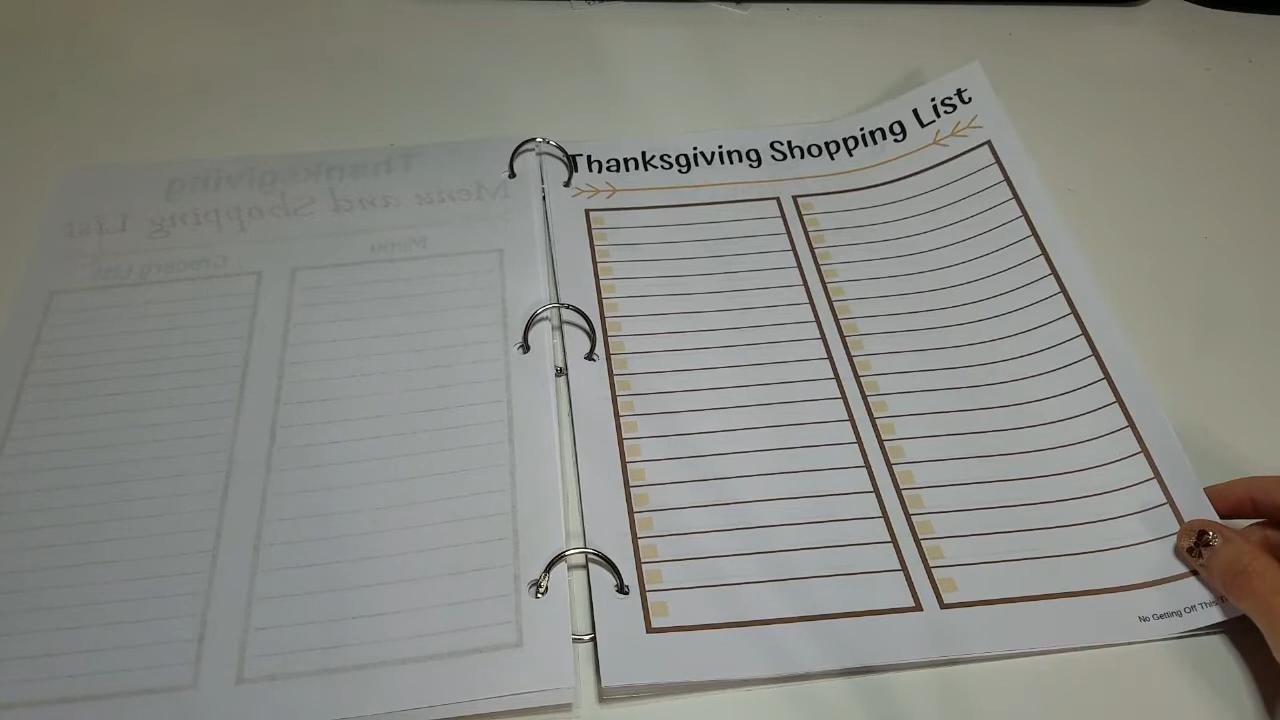 Thanksgiving
Menu and Shopping List
Grocery List
Menu
Thanksgiving Shopping List
No Getting Off This